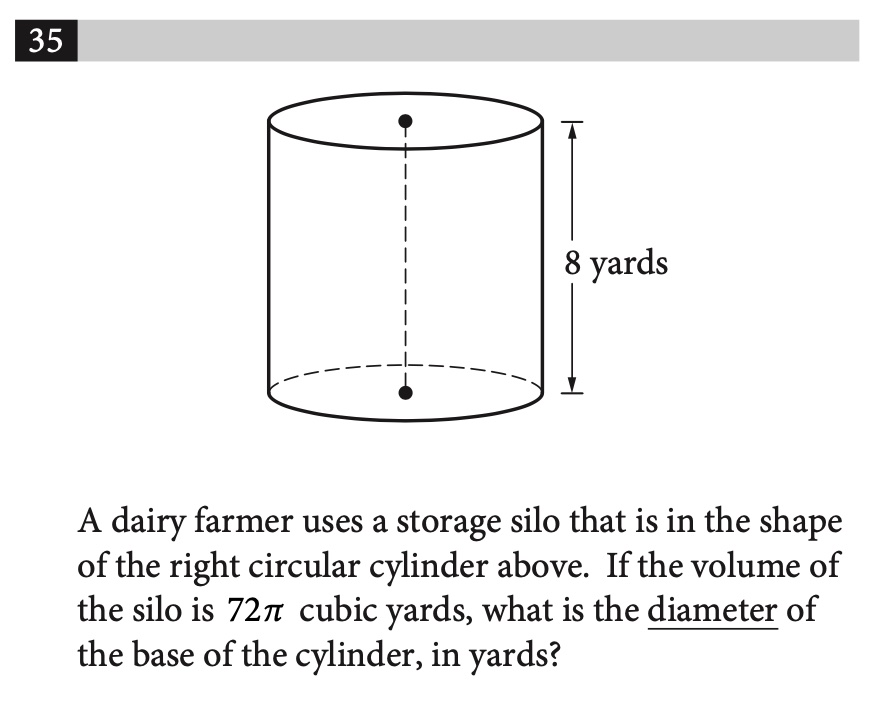 35
8 yards
A dairy farmer uses a storage silo that is in the shape
of the right circular cylinder above. If the volume of
the silo is 72π cubic yards, what is the diameter of
the base of the cylinder, in yards?